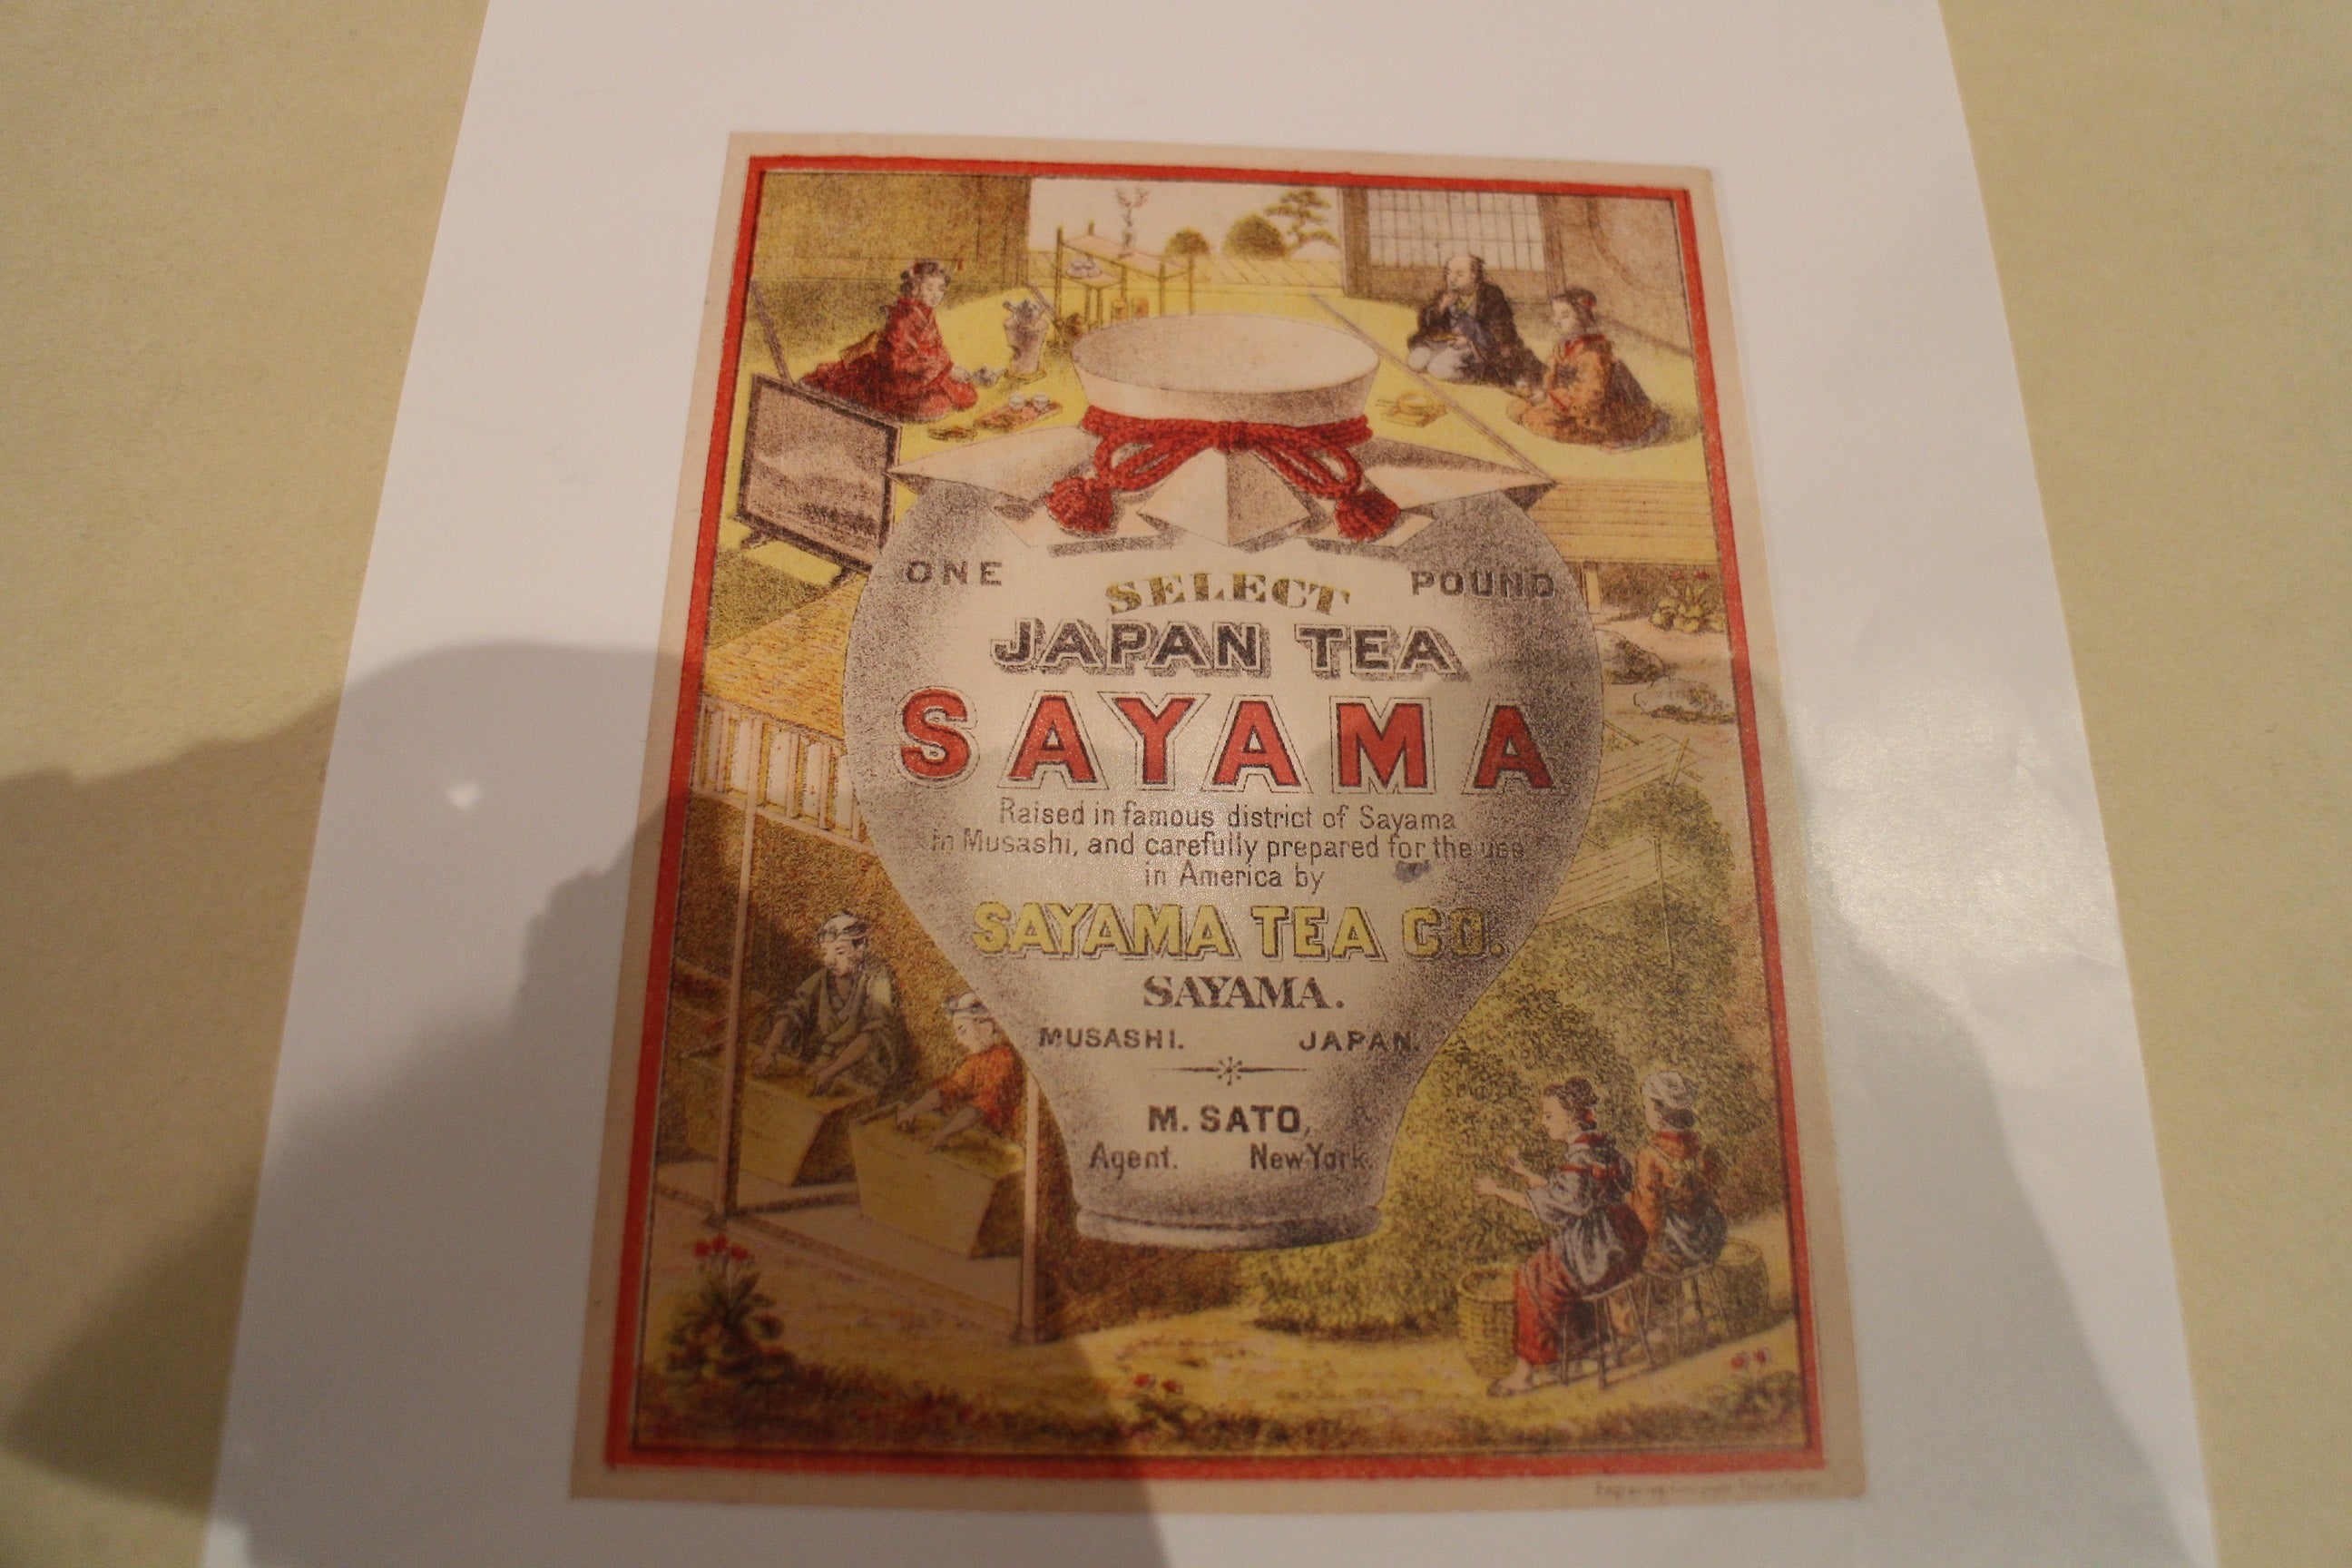 ONE POUND
SELECT
JAPAN TEA
SAYAMA
Raised in famous district of Sayama
in Musashi, and carefully prepared for the use
in America by
SAYAMA TEA CO.
SAYAMA.
MUSASHI. JAPAN.
M. SATO,
Agent. New York.